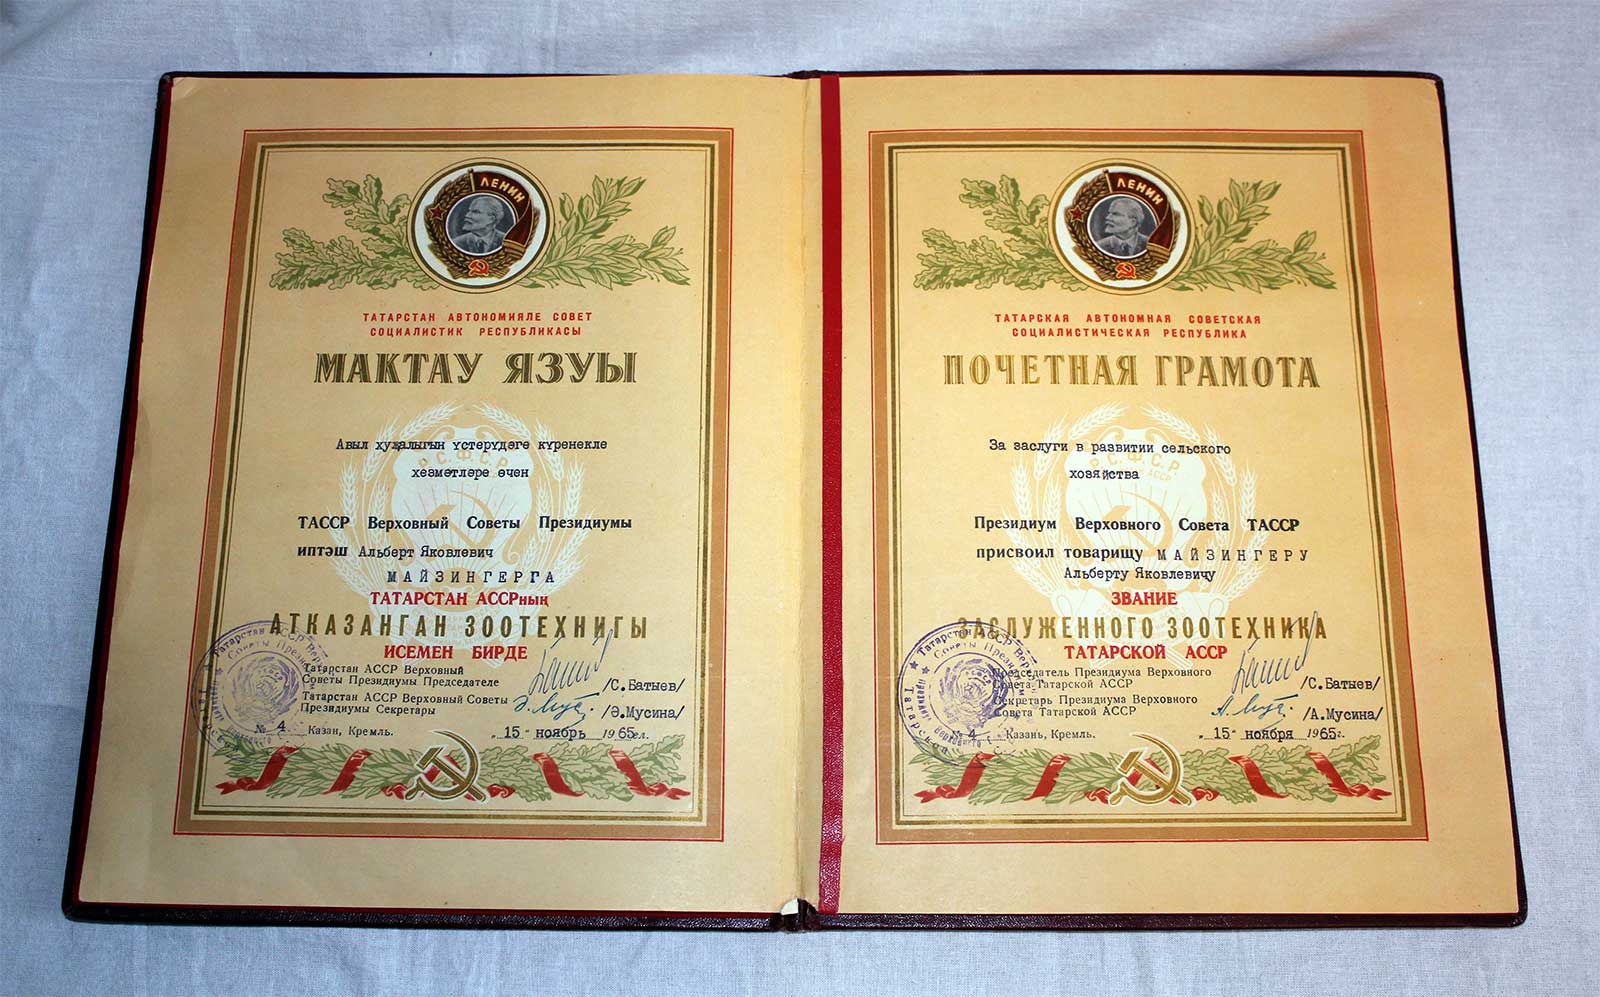 ЛЕНИН
ТАТАРСТАН АВТОНОМИЯЛЕ СОВЕТ
СОЦИАЛИСТИК РЕСПУБЛИКАСЫ
МАКТАУ ЯЗУЫ
Р.С.Ф.С.Р
Авыл хуҗалыгын үстерүдәге күренекле
хезмәтләре өчен
ТАССР Верховный Советы Президиумы
иптәш Альберт Яковлевич
МАЙЗИНГЕРГА
ТАТАРСТАН АССРның
АТКАЗАНГАН ЗООТЕХНИГЫ
ИСЕМЕН БИРДЕ
Татарстан АССР Верховный
Советы Президиумы Председателе
/С.Батыев/
Татарстан АССР Верховный Советы
Президиумы Секретары
/Ә.Мусина/
№ 4 Казан, Кремль. „15“ ноябрь 1965 ел.
ЛЕНИН
ТАТАРСКАЯ АВТОНОМНАЯ СОВЕТСКАЯ
СОЦИАЛИСТИЧЕСКАЯ РЕСПУБЛИКА
ПОЧЕТНАЯ ГРАМОТА
Р.С.Ф.С.Р
АССР
За заслуги в развитии сельского
хозяйства
Президиум Верховного Совета ТАССР
присвоил товарищу МАЙЗИНГЕРУ
Альберту Яковлевичу
ЗВАНИЕ
ЗАСЛУЖЕННОГО ЗООТЕХНИКА
ТАТАРСКОЙ АССР
Председатель Президиума Верховного
Совета Татарской АССР
/С.Батыев/
Секретарь Президиума Верховного
Совета Татарской АССР
/А.Мусина/
№ 4 Казань, Кремль. „15“ ноября 1965г.